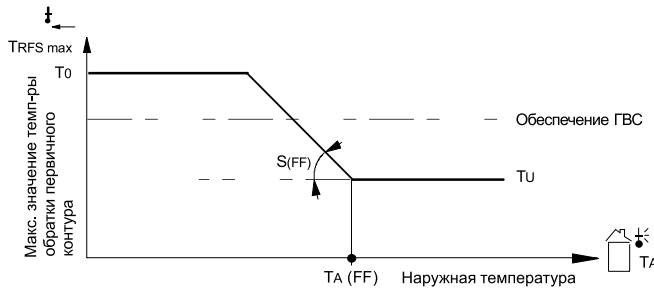 TRFS max
T0
Обеспечение ГВС
S(FF)
TU
Макс. значение темп-ры
обратки первичного
контура
TA (FF)
Наружная температура
TA